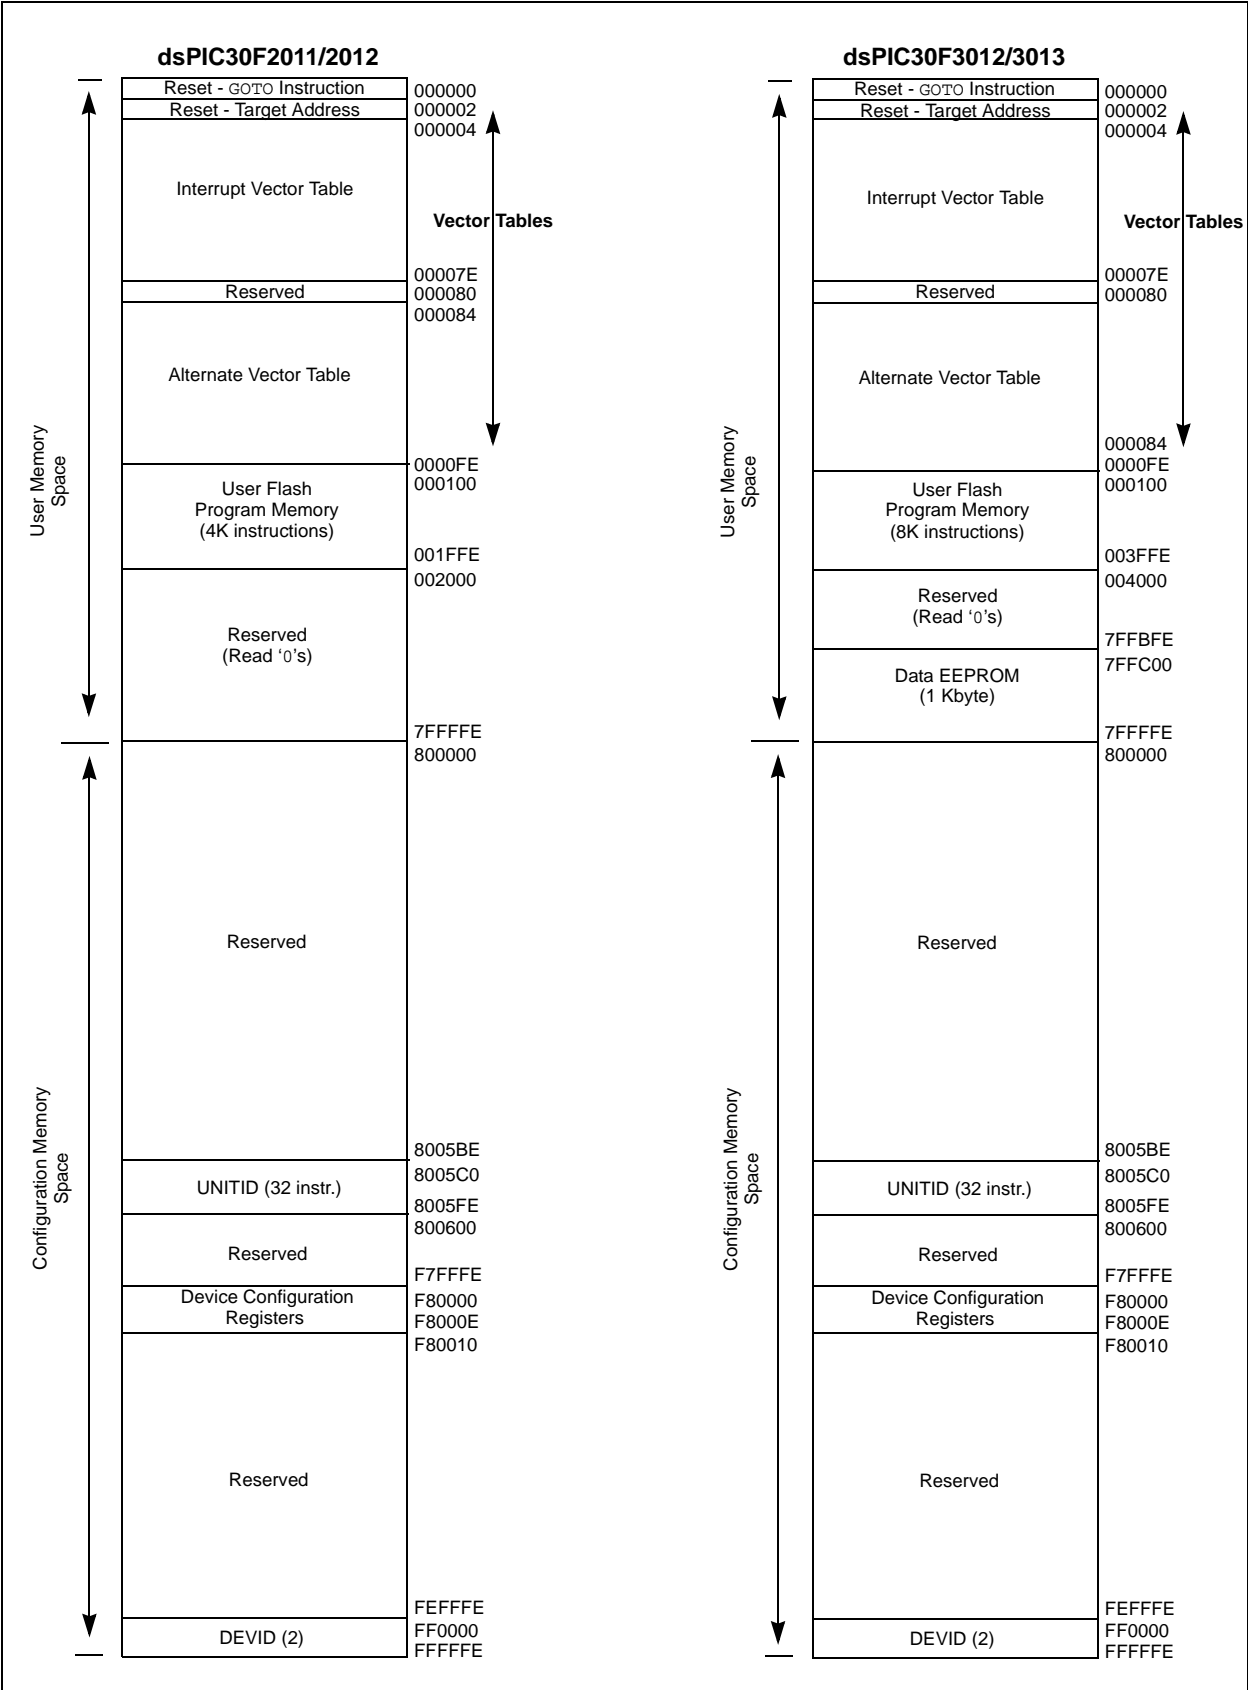 dsPIC30F2011/2012
Reset - GOTO Instruction
000000
Reset - Target Address
000002
000004
Interrupt Vector Table
Vector Tables
00007E
Reserved
000080
000084
Alternate Vector Table
User Memory
Space
0000FE
000100
User Flash
Program Memory
(4K instructions)
001FFE
002000
Reserved
(Read ‘0’s)
7FFFFE
800000
Reserved
Configuration Memory
Space
8005BE
8005C0
UNITID (32 instr.)
8005FE
800600
Reserved
F7FFFE
Device Configuration
Registers
F80000
F8000E
F80010
Reserved
FEFFFE
FF0000
DEVID (2)
FFFFFE
dsPIC30F3012/3013
Reset - GOTO Instruction
000000
Reset - Target Address
000002
000004
Interrupt Vector Table
Vector Tables
00007E
Reserved
000080
Alternate Vector Table
User Memory
Space
000084
0000FE
000100
User Flash
Program Memory
(8K instructions)
003FFE
004000
Reserved
(Read ‘0’s)
7FFBFE
7FFC00
Data EEPROM
(1 Kbyte)
7FFFFE
800000
Reserved
Configuration Memory
Space
8005BE
8005C0
UNITID (32 instr.)
8005FE
800600
Reserved
F7FFFE
Device Configuration
Registers
F80000
F8000E
F80010
Reserved
FEFFFE
FF0000
DEVID (2)
FFFFFE